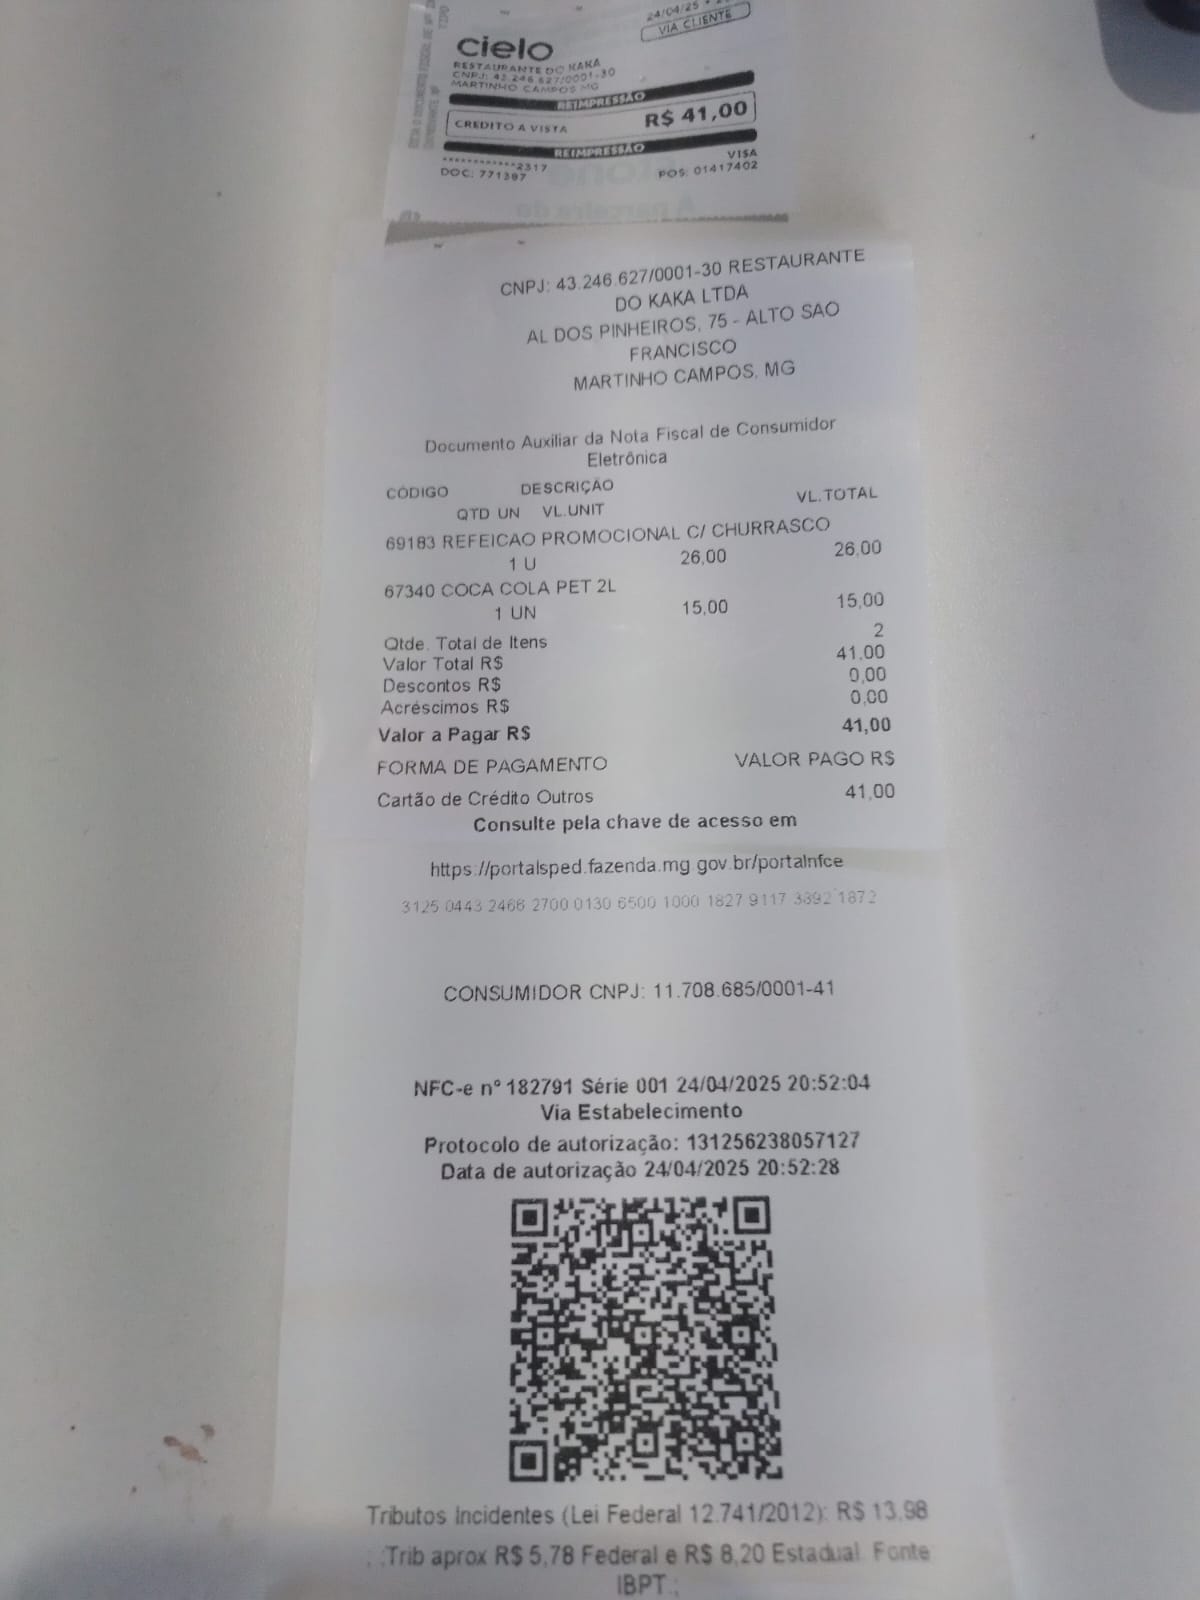 24/04/25
VIA CLIENTE
cielo
RESTAURANTE DO KAKA
CNPJ: 43.246.627/0001-30
MARTINHO CAMPOS MG
REIMPRESSÃO
CREDITO A VISTA R$ 41,00
REIMPRESSÃO
************2317 VISA
DOC: 771397 POS: 01417402
CNPJ: 43.246.627/0001-30 RESTAURANTE
DO KAKA LTDA
AL DOS PINHEIROS, 75 - ALTO SAO
FRANCISCO
MARTINHO CAMPOS, MG
Documento Auxiliar da Nota Fiscal de Consumidor
Eletrônica
CÓDIGO DESCRIÇÃO
QTD UN VL.UNIT VL.TOTAL
69183 REFEICAO PROMOCIONAL C/ CHURRASCO
1 U 26,00 26,00
67340 COCA COLA PET 2L
1 UN 15,00 15,00
Qtde. Total de Itens 2
Valor Total R$ 41,00
Descontos R$ 0,00
Acréscimos R$ 0,00
Valor a Pagar R$ 41,00
FORMA DE PAGAMENTO VALOR PAGO R$
Cartão de Crédito Outros 41,00
Consulte pela chave de acesso em
https://portalsped.fazenda.mg.gov.br/portalnfce
3125 0443 2466 2700 0130 6500 1000 1827 9117 3392 1872
CONSUMIDOR CNPJ: 11.708.685/0001-41
NFC-e nº 182791 Série 001 24/04/2025 20:52:04
Via Estabelecimento
Protocolo de autorização: 131256238057127
Data de autorização 24/04/2025 20:52:28
Tributos Incidentes (Lei Federal 12.741/2012): R$ 13,98
;Trib aprox R$ 5,78 Federal e R$ 8,20 Estadual. Fonte
IBPT.;